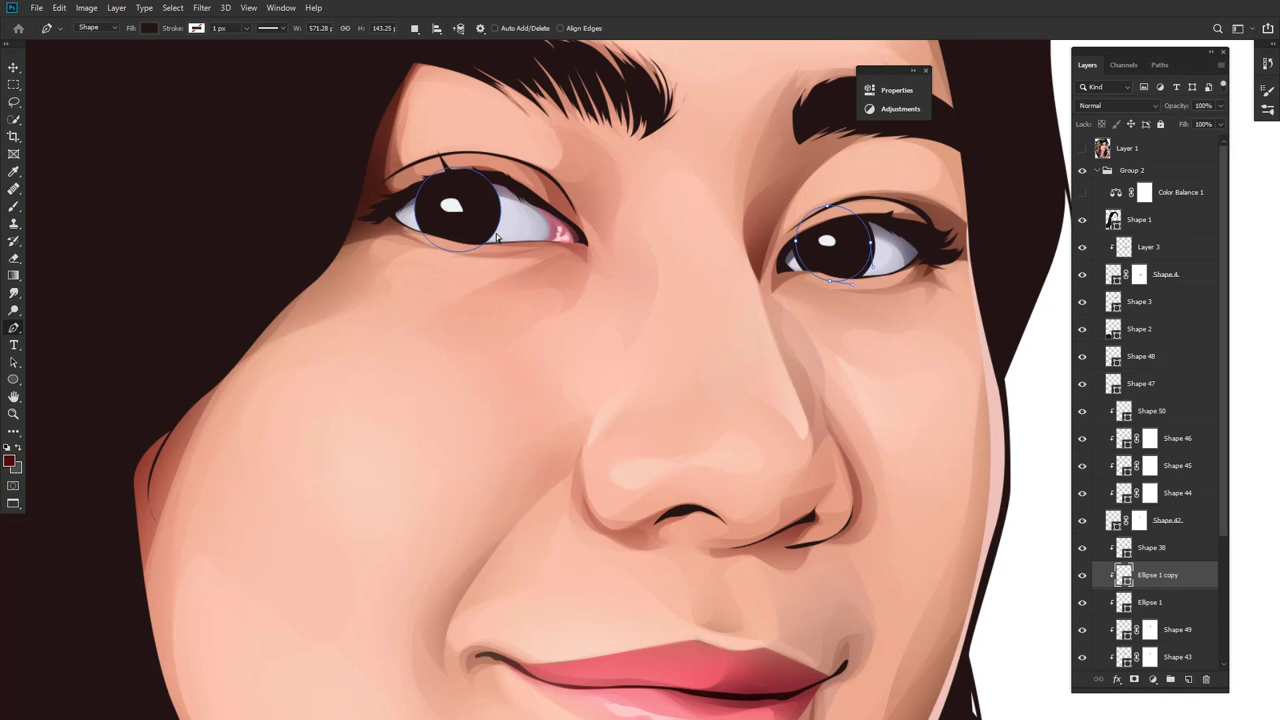 Ps File Edit Image Layer Type Select Filter 3D View Window Help
Shape Fill: Stroke: 1 px W: 571.28 p H: 143.25 p Auto Add/Delete Align Edges
Properties
Adjustments
Layers Channels Paths
Kind
Normal Opacity: 100%
Lock: Fill: 100%
Layer 1
Group 2
Color Balance 1
Shape 1
Layer 3
Shape 4
Shape 3
Shape 2
Shape 48
Shape 47
Shape 50
Shape 46
Shape 45
Shape 44
Shape 42
Shape 38
Ellipse 1 copy
Ellipse 1
Shape 49
Shape 43